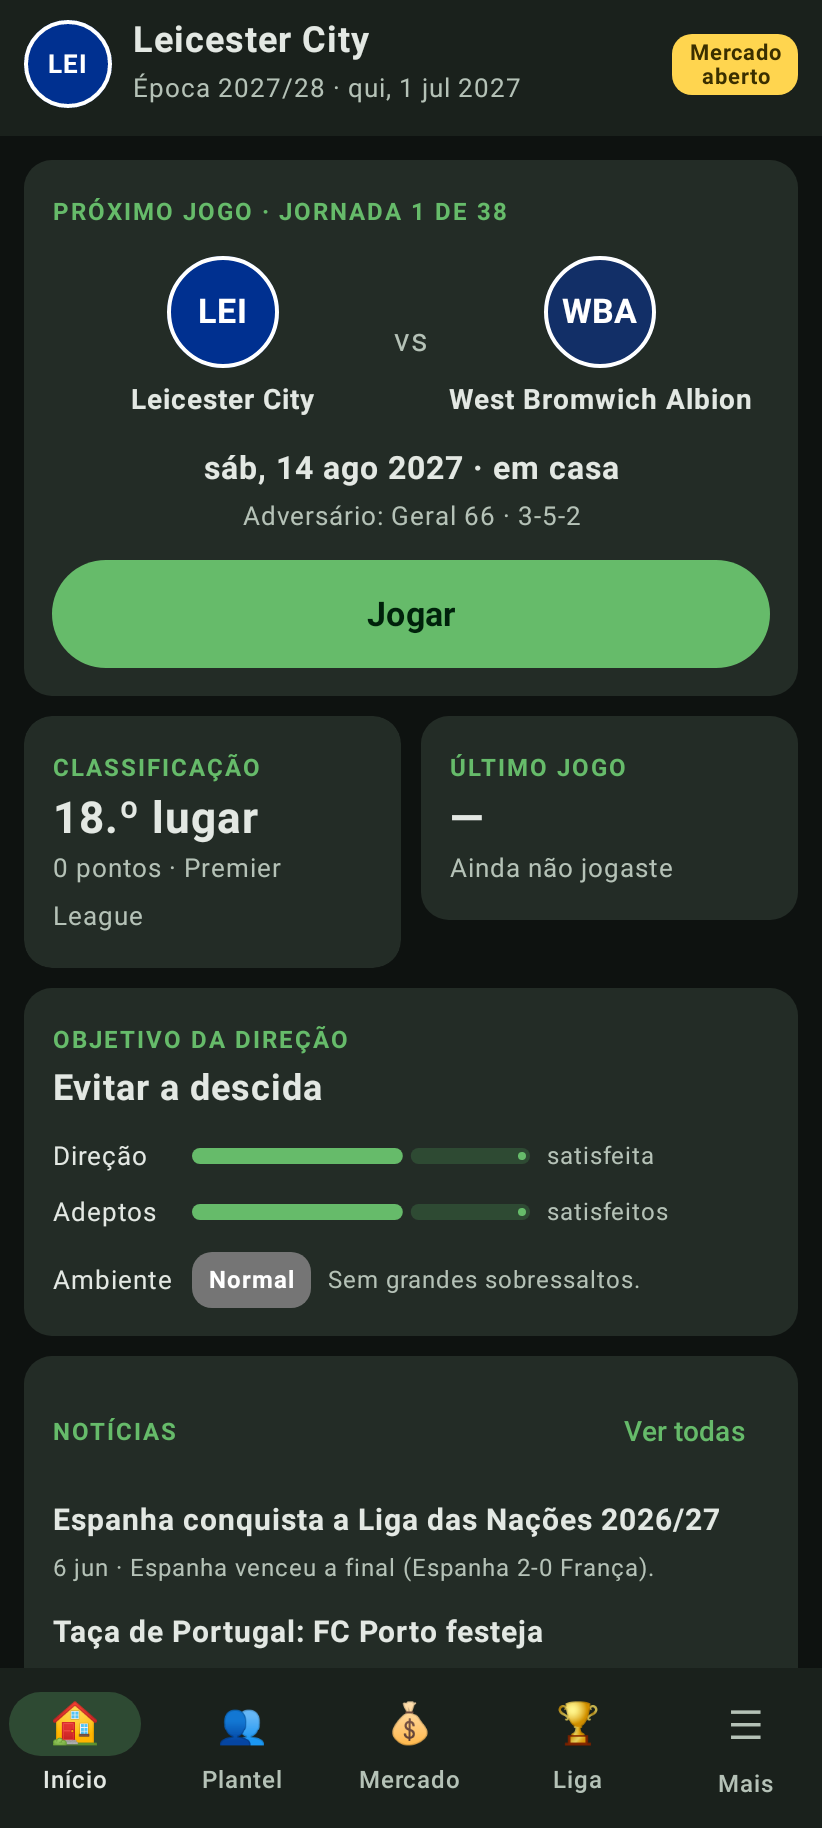 LEI
Leicester City
Época 2027/28 · qui, 1 jul 2027
Mercado
aberto
PRÓXIMO JOGO · JORNADA 1 DE 38
LEI
vs
WBA
Leicester City
West Bromwich Albion
sáb, 14 ago 2027 · em casa
Adversário: Geral 66 · 3-5-2
Jogar
CLASSIFICAÇÃO
18.º lugar
0 pontos · Premier
League
ÚLTIMO JOGO
—
Ainda não jogaste
OBJETIVO DA DIREÇÃO
Evitar a descida
Direção satisfeita
Adeptos satisfeitos
Ambiente Normal Sem grandes sobressaltos.
NOTÍCIAS
Ver todas
Espanha conquista a Liga das Nações 2026/27
6 jun · Espanha venceu a final (Espanha 2-0 França).
Taça de Portugal: FC Porto festeja
Início
Plantel
Mercado
Liga
Mais